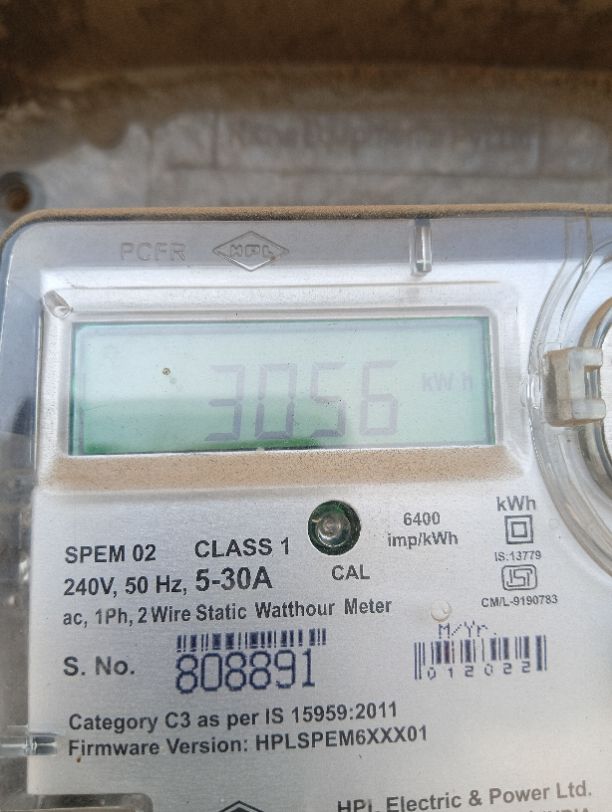 PCFR HPL
3056 kWh
kWh
6400
imp/kWh
IS:13779
SPEM 02 CLASS 1
CAL
ISI
CM/L-9190783
240V, 50 Hz, 5-30A
ac, 1Ph, 2 Wire Static Watthour Meter
M/Yr.
S. No. 808891
012022
Category C3 as per IS 15959:2011
Firmware Version: HPLSPEM6XXX01
HPL Electric & Power Ltd.